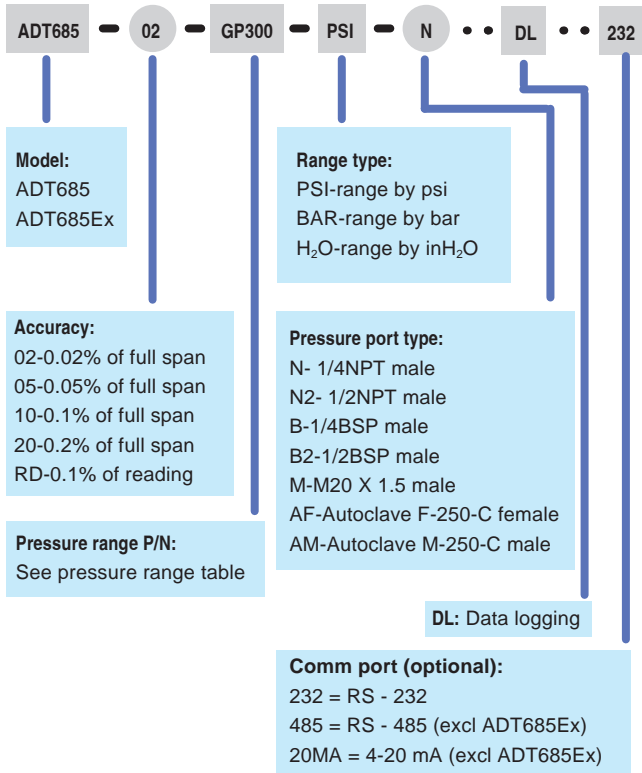 ADT685 – 02 – GP300 – PSI – N • • DL • • 232
Model:
ADT685
ADT685Ex
Range type:
PSI-range by psi
BAR-range by bar
H₂O-range by inH₂O
Accuracy:
02-0.02% of full span
05-0.05% of full span
10-0.1% of full span
20-0.2% of full span
RD-0.1% of reading
Pressure port type:
N- 1/4NPT male
N2- 1/2NPT male
B-1/4BSP male
B2-1/2BSP male
M-M20 X 1.5 male
AF-Autoclave F-250-C female
AM-Autoclave M-250-C male
Pressure range P/N:
See pressure range table
DL: Data logging
Comm port (optional):
232 = RS - 232
485 = RS - 485 (excl ADT685Ex)
20MA = 4-20 mA (excl ADT685Ex)